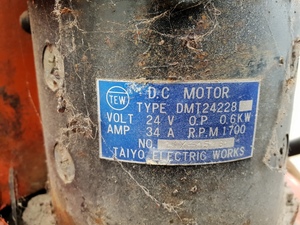 TEW
D.C MOTOR
TYPE DMT24228
VOLT 24 V O.P. 0.6KW
AMP 34 A R.P.M 1700
NO.
TAIYO ELECTRIC WORKS